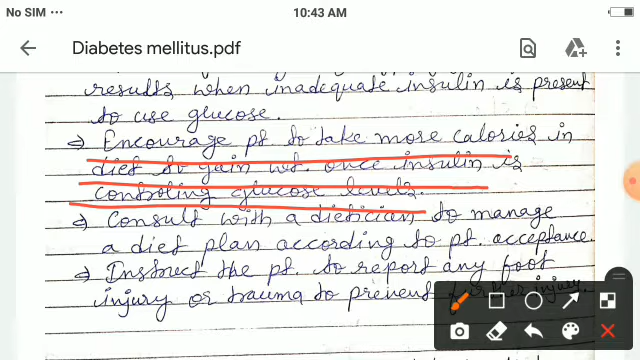 No SIM ••• 10:43 AM
Diabetes mellitus.pdf
results when inadequate insulin is present
to use glucose.
⇒ Encourage pt. to take more calories in
diet to gain wt. once insulin is
controling glucose levels.
⇒ Consult with a dietician to manage
a diet plan according to pt. acceptance.
⇒ Instruct the pt. to report any foot
injury or trauma to prevent further injury.